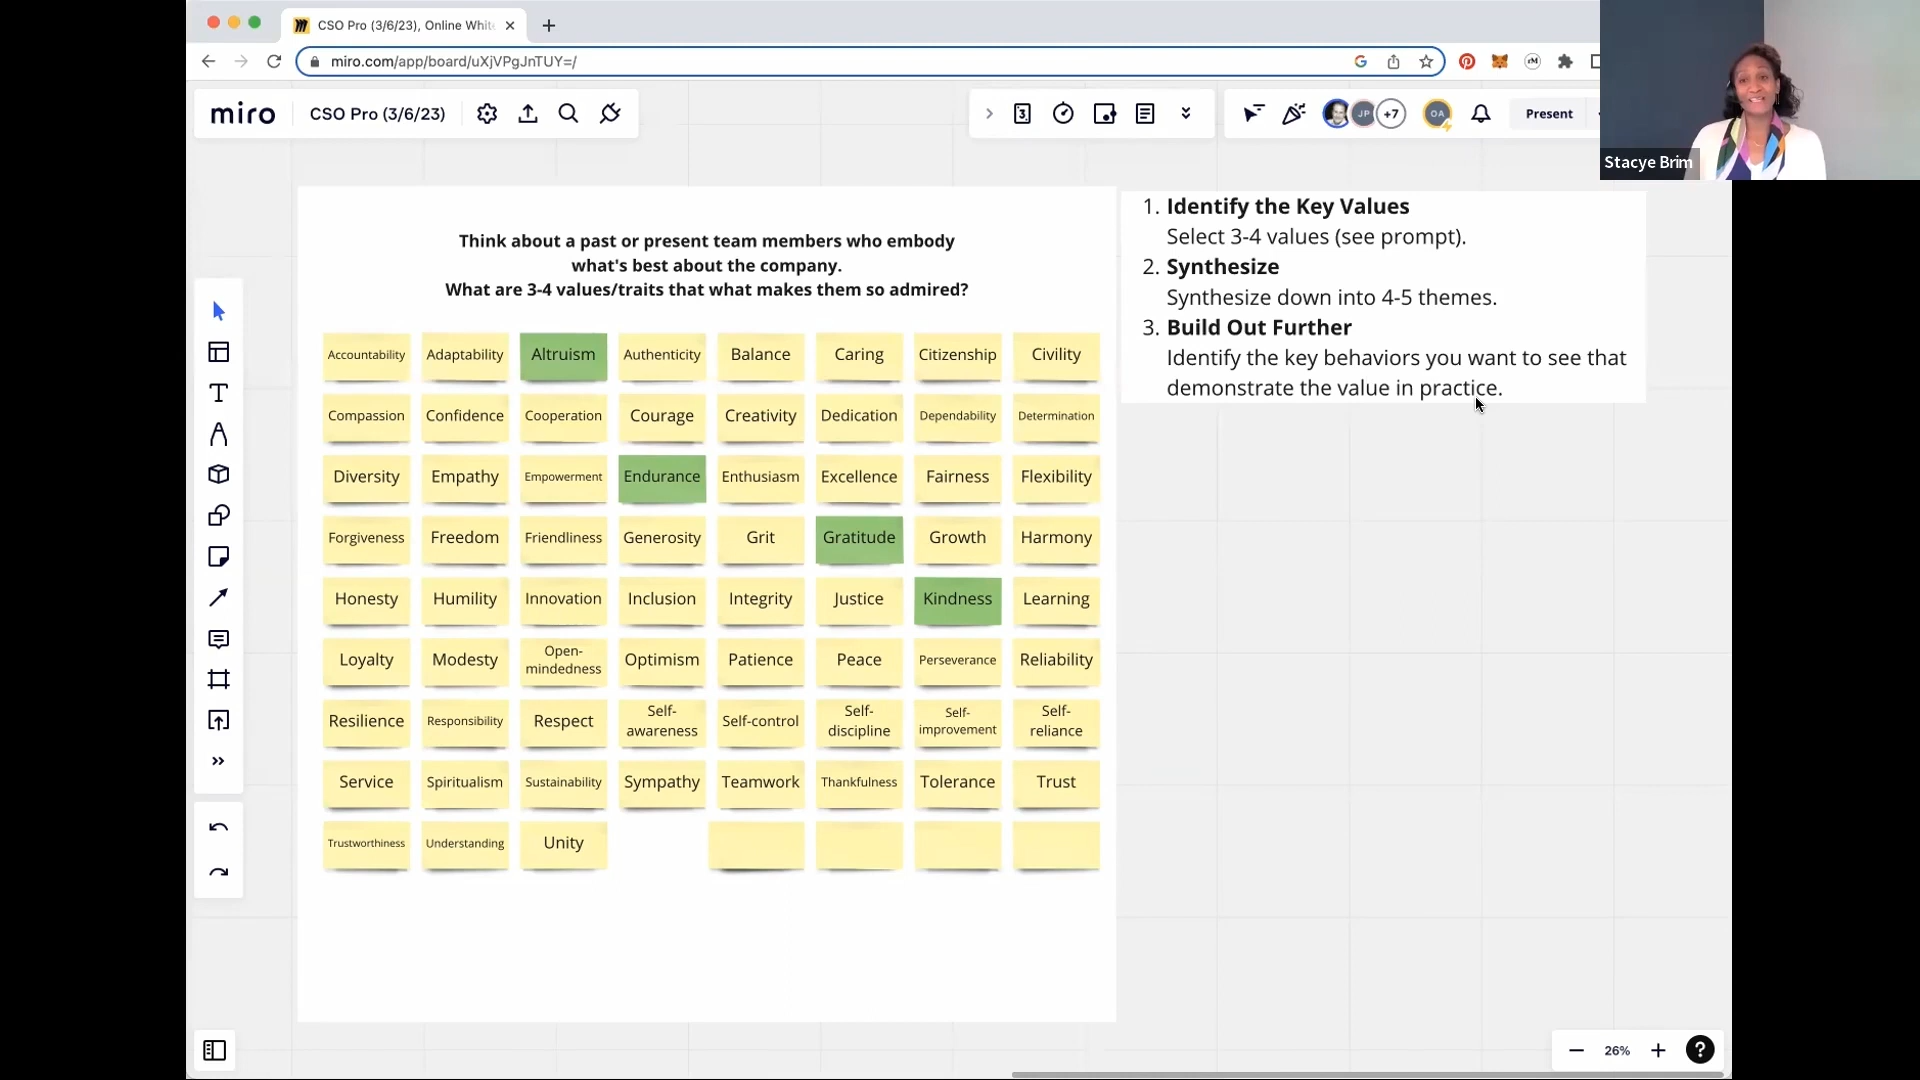 CSO Pro (3/6/23), Online Whit
miro.com/app/board/uXjVPgJnTUY=/
miro
CSO Pro (3/6/23)
3
JP
+7
OA
Present
Stacye Brim
Think about a past or present team members who embody
what's best about the company.
What are 3-4 values/traits that what makes them so admired?
Accountability Adaptability Altruism Authenticity Balance Caring Citizenship Civility
Compassion Confidence Cooperation Courage Creativity Dedication Dependability Determination
Diversity Empathy Empowerment Endurance Enthusiasm Excellence Fairness Flexibility
Forgiveness Freedom Friendliness Generosity Grit Gratitude Growth Harmony
Honesty Humility Innovation Inclusion Integrity Justice Kindness Learning
Loyalty Modesty Open-mindedness Optimism Patience Peace Perseverance Reliability
Resilience Responsibility Respect Self-awareness Self-control Self-discipline Self-improvement Self-reliance
Service Spiritualism Sustainability Sympathy Teamwork Thankfulness Tolerance Trust
Trustworthiness Understanding Unity
1. Identify the Key Values
Select 3-4 values (see prompt).
2. Synthesize
Synthesize down into 4-5 themes.
3. Build Out Further
Identify the key behaviors you want to see that
demonstrate the value in practice.
26%